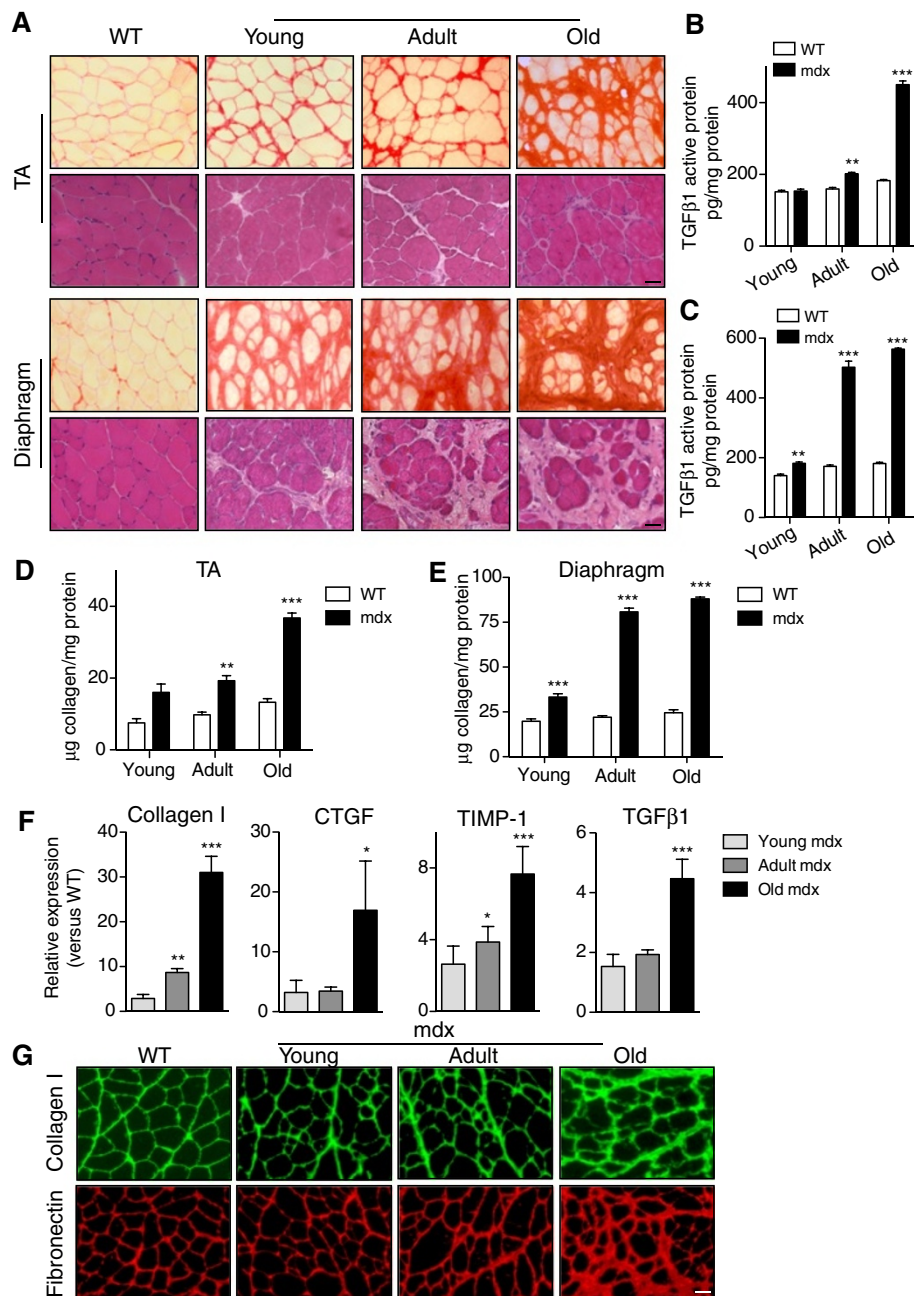 A
WT
Young
Adult
Old
TA
Diaphragm
B
WT
mdx
TGFβ1 active protein
pg/mg protein
400
200
0
**
***
Young
Adult
Old
C
WT
mdx
TGFβ1 active protein
pg/mg protein
600
400
200
0
**
***
***
Young
Adult
Old
D
TA
WT
mdx
µg collagen/mg protein
40
20
0
**
***
Young
Adult
Old
E
Diaphragm
WT
mdx
µg collagen/mg protein
100
75
50
25
0
***
***
***
Young
Adult
Old
F
Relative expression
(versus WT)
Collagen I
40
30
20
10
0
**
***
CTGF
30
20
10
0
*
TIMP-1
8
4
0
*
***
TGFβ1
6
4
2
0
***
Young mdx
Adult mdx
Old mdx
G
mdx
WT
Young
Adult
Old
Collagen I
Fibronectin